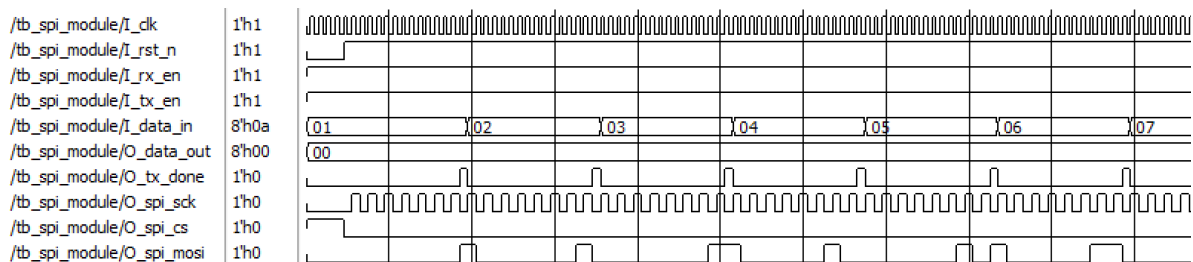 /tb_spi_module/I_clk 1'h1
/tb_spi_module/I_rst_n 1'h1
/tb_spi_module/I_rx_en 1'h1
/tb_spi_module/I_tx_en 1'h1
/tb_spi_module/I_data_in 8'h0a 01 02 03 04 05 06 07
/tb_spi_module/O_data_out 8'h00 00
/tb_spi_module/O_tx_done 1'h0
/tb_spi_module/O_spi_sck 1'h0
/tb_spi_module/O_spi_cs 1'h0
/tb_spi_module/O_spi_mosi 1'h0